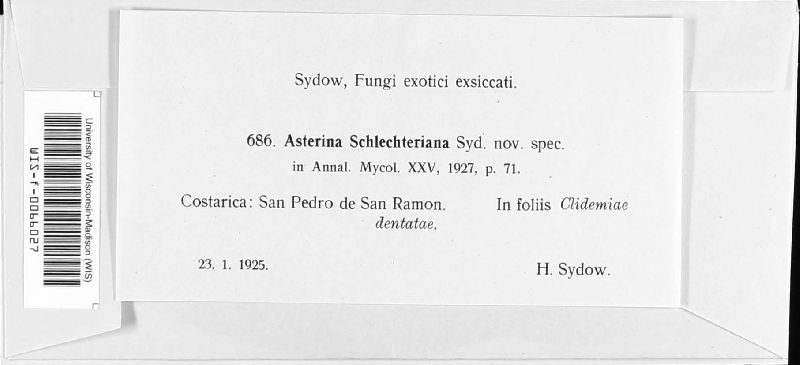 Sydow, Fungi exotici exsiccati.
686. Asterina Schlechteriana Syd. nov. spec.
in Annal. Mycol. XXV, 1927, p. 71.
Costarica: San Pedro de San Ramon. In foliis Clidemiae
dentatae.
23. 1. 1925. H. Sydow.
University of Wisconsin-Madison (WIS)
WIS-f-0066027